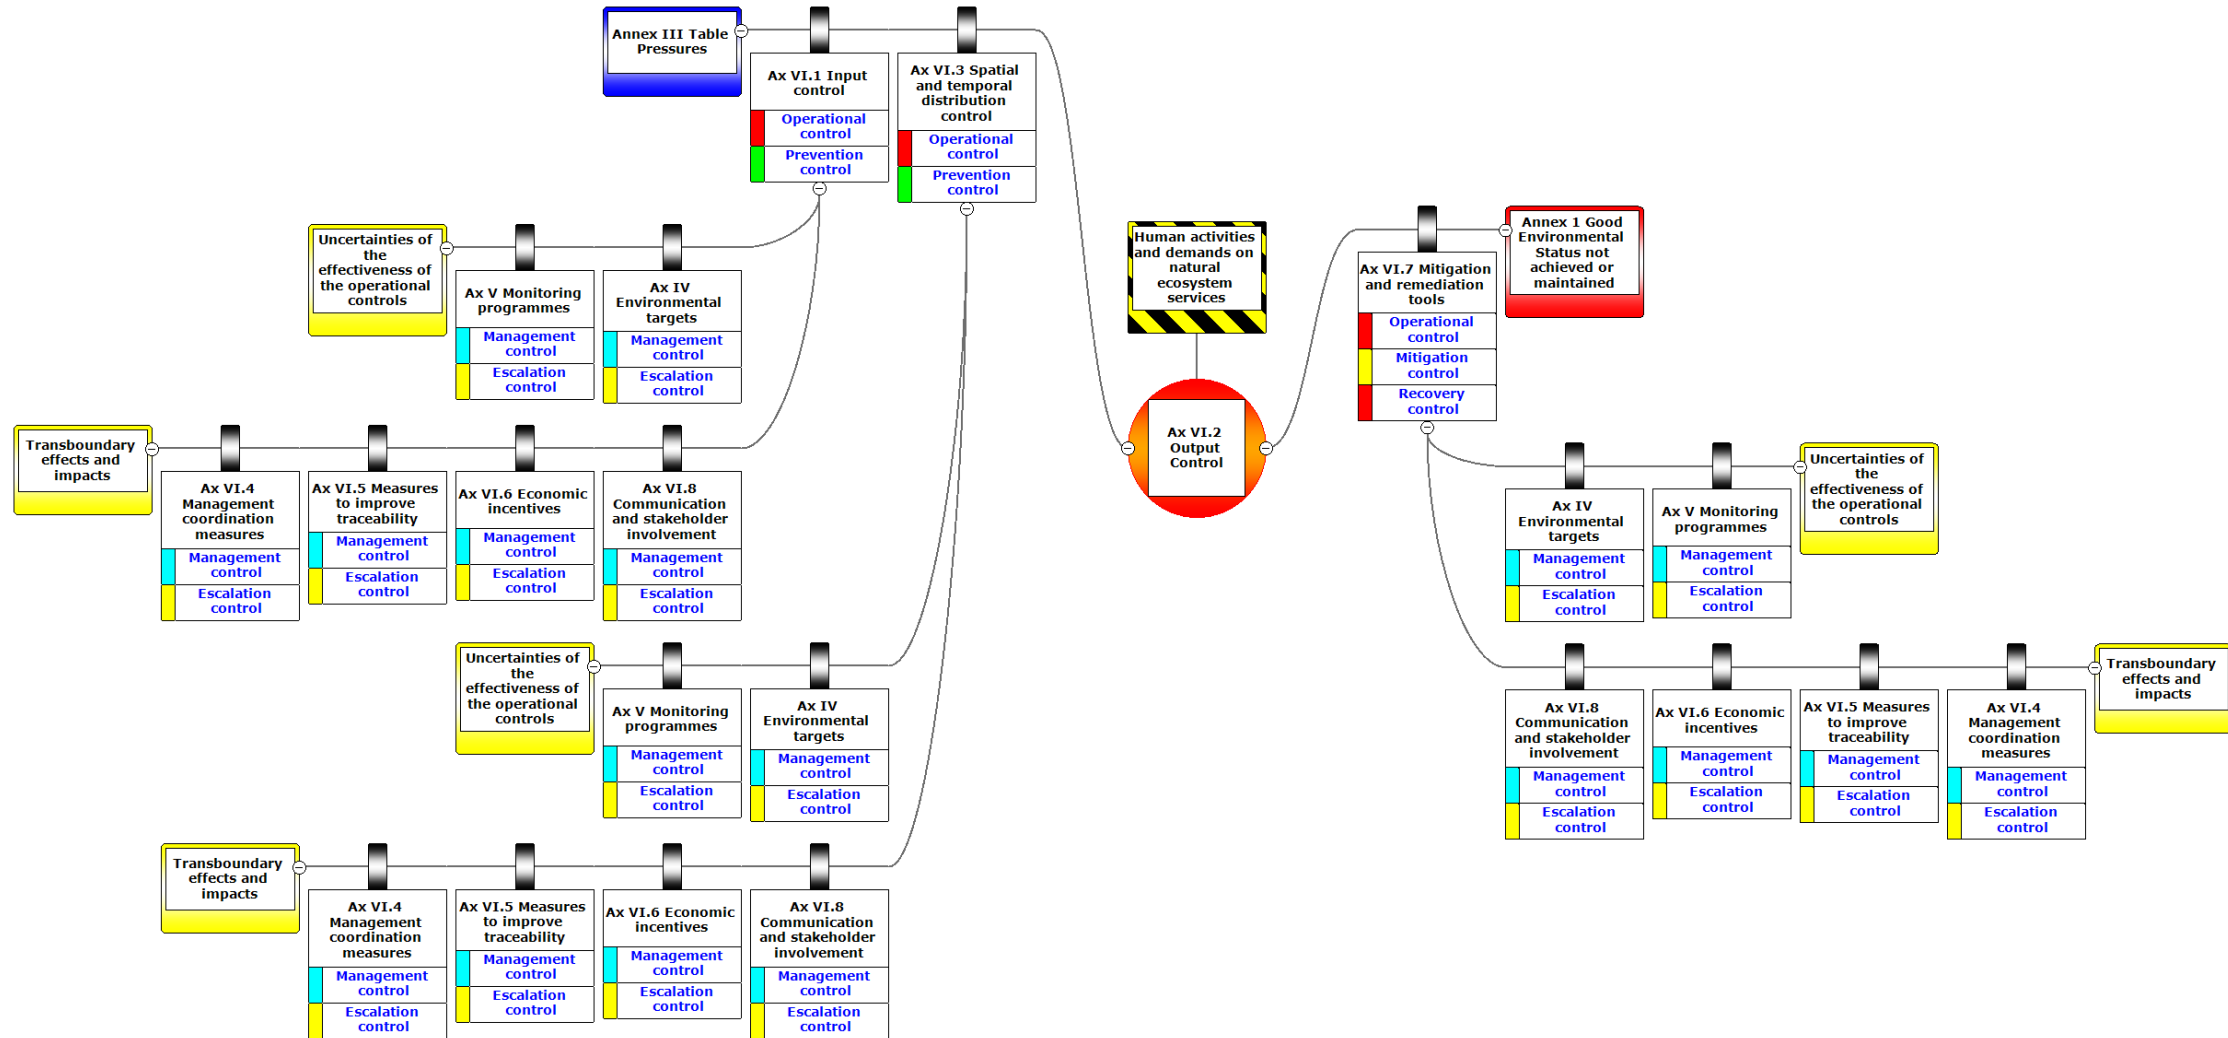 Annex III Table
Pressures
Ax VI.1 Input
control
Operational
control
Prevention
control
Ax VI.3 Spatial
and temporal
distribution
control
Operational
control
Prevention
control
Uncertainties of
the
effectiveness of
the operational
controls
Ax V Monitoring
programmes
Management
control
Escalation
control
Ax IV
Environmental
targets
Management
control
Escalation
control
Transboundary
effects and
impacts
Ax VI.4
Management
coordination
measures
Management
control
Escalation
control
Ax VI.5 Measures
to improve
traceability
Management
control
Escalation
control
Ax VI.6 Economic
incentives
Management
control
Escalation
control
Ax VI.8
Communication
and stakeholder
involvement
Management
control
Escalation
control
Uncertainties of
the
effectiveness of
the operational
controls
Ax V Monitoring
programmes
Management
control
Escalation
control
Ax IV
Environmental
targets
Management
control
Escalation
control
Transboundary
effects and
impacts
Ax VI.4
Management
coordination
measures
Management
control
Escalation
control
Ax VI.5 Measures
to improve
traceability
Management
control
Escalation
control
Ax VI.6 Economic
incentives
Management
control
Escalation
control
Ax VI.8
Communication
and stakeholder
involvement
Management
control
Escalation
control
Human activities
and demands on
natural
ecosystem
services
Ax VI.2
Output
Control
Ax VI.7 Mitigation
and remediation
tools
Operational
control
Mitigation
control
Recovery
control
Annex 1 Good
Environmental
Status not
achieved or
maintained
Ax IV
Environmental
targets
Management
control
Escalation
control
Ax V Monitoring
programmes
Management
control
Escalation
control
Uncertainties of
the
effectiveness of
the operational
controls
Ax VI.8
Communication
and stakeholder
involvement
Management
control
Escalation
control
Ax VI.6 Economic
incentives
Management
control
Escalation
control
Ax VI.5 Measures
to improve
traceability
Management
control
Escalation
control
Ax VI.4
Management
coordination
measures
Management
control
Escalation
control
Transboundary
effects and
impacts